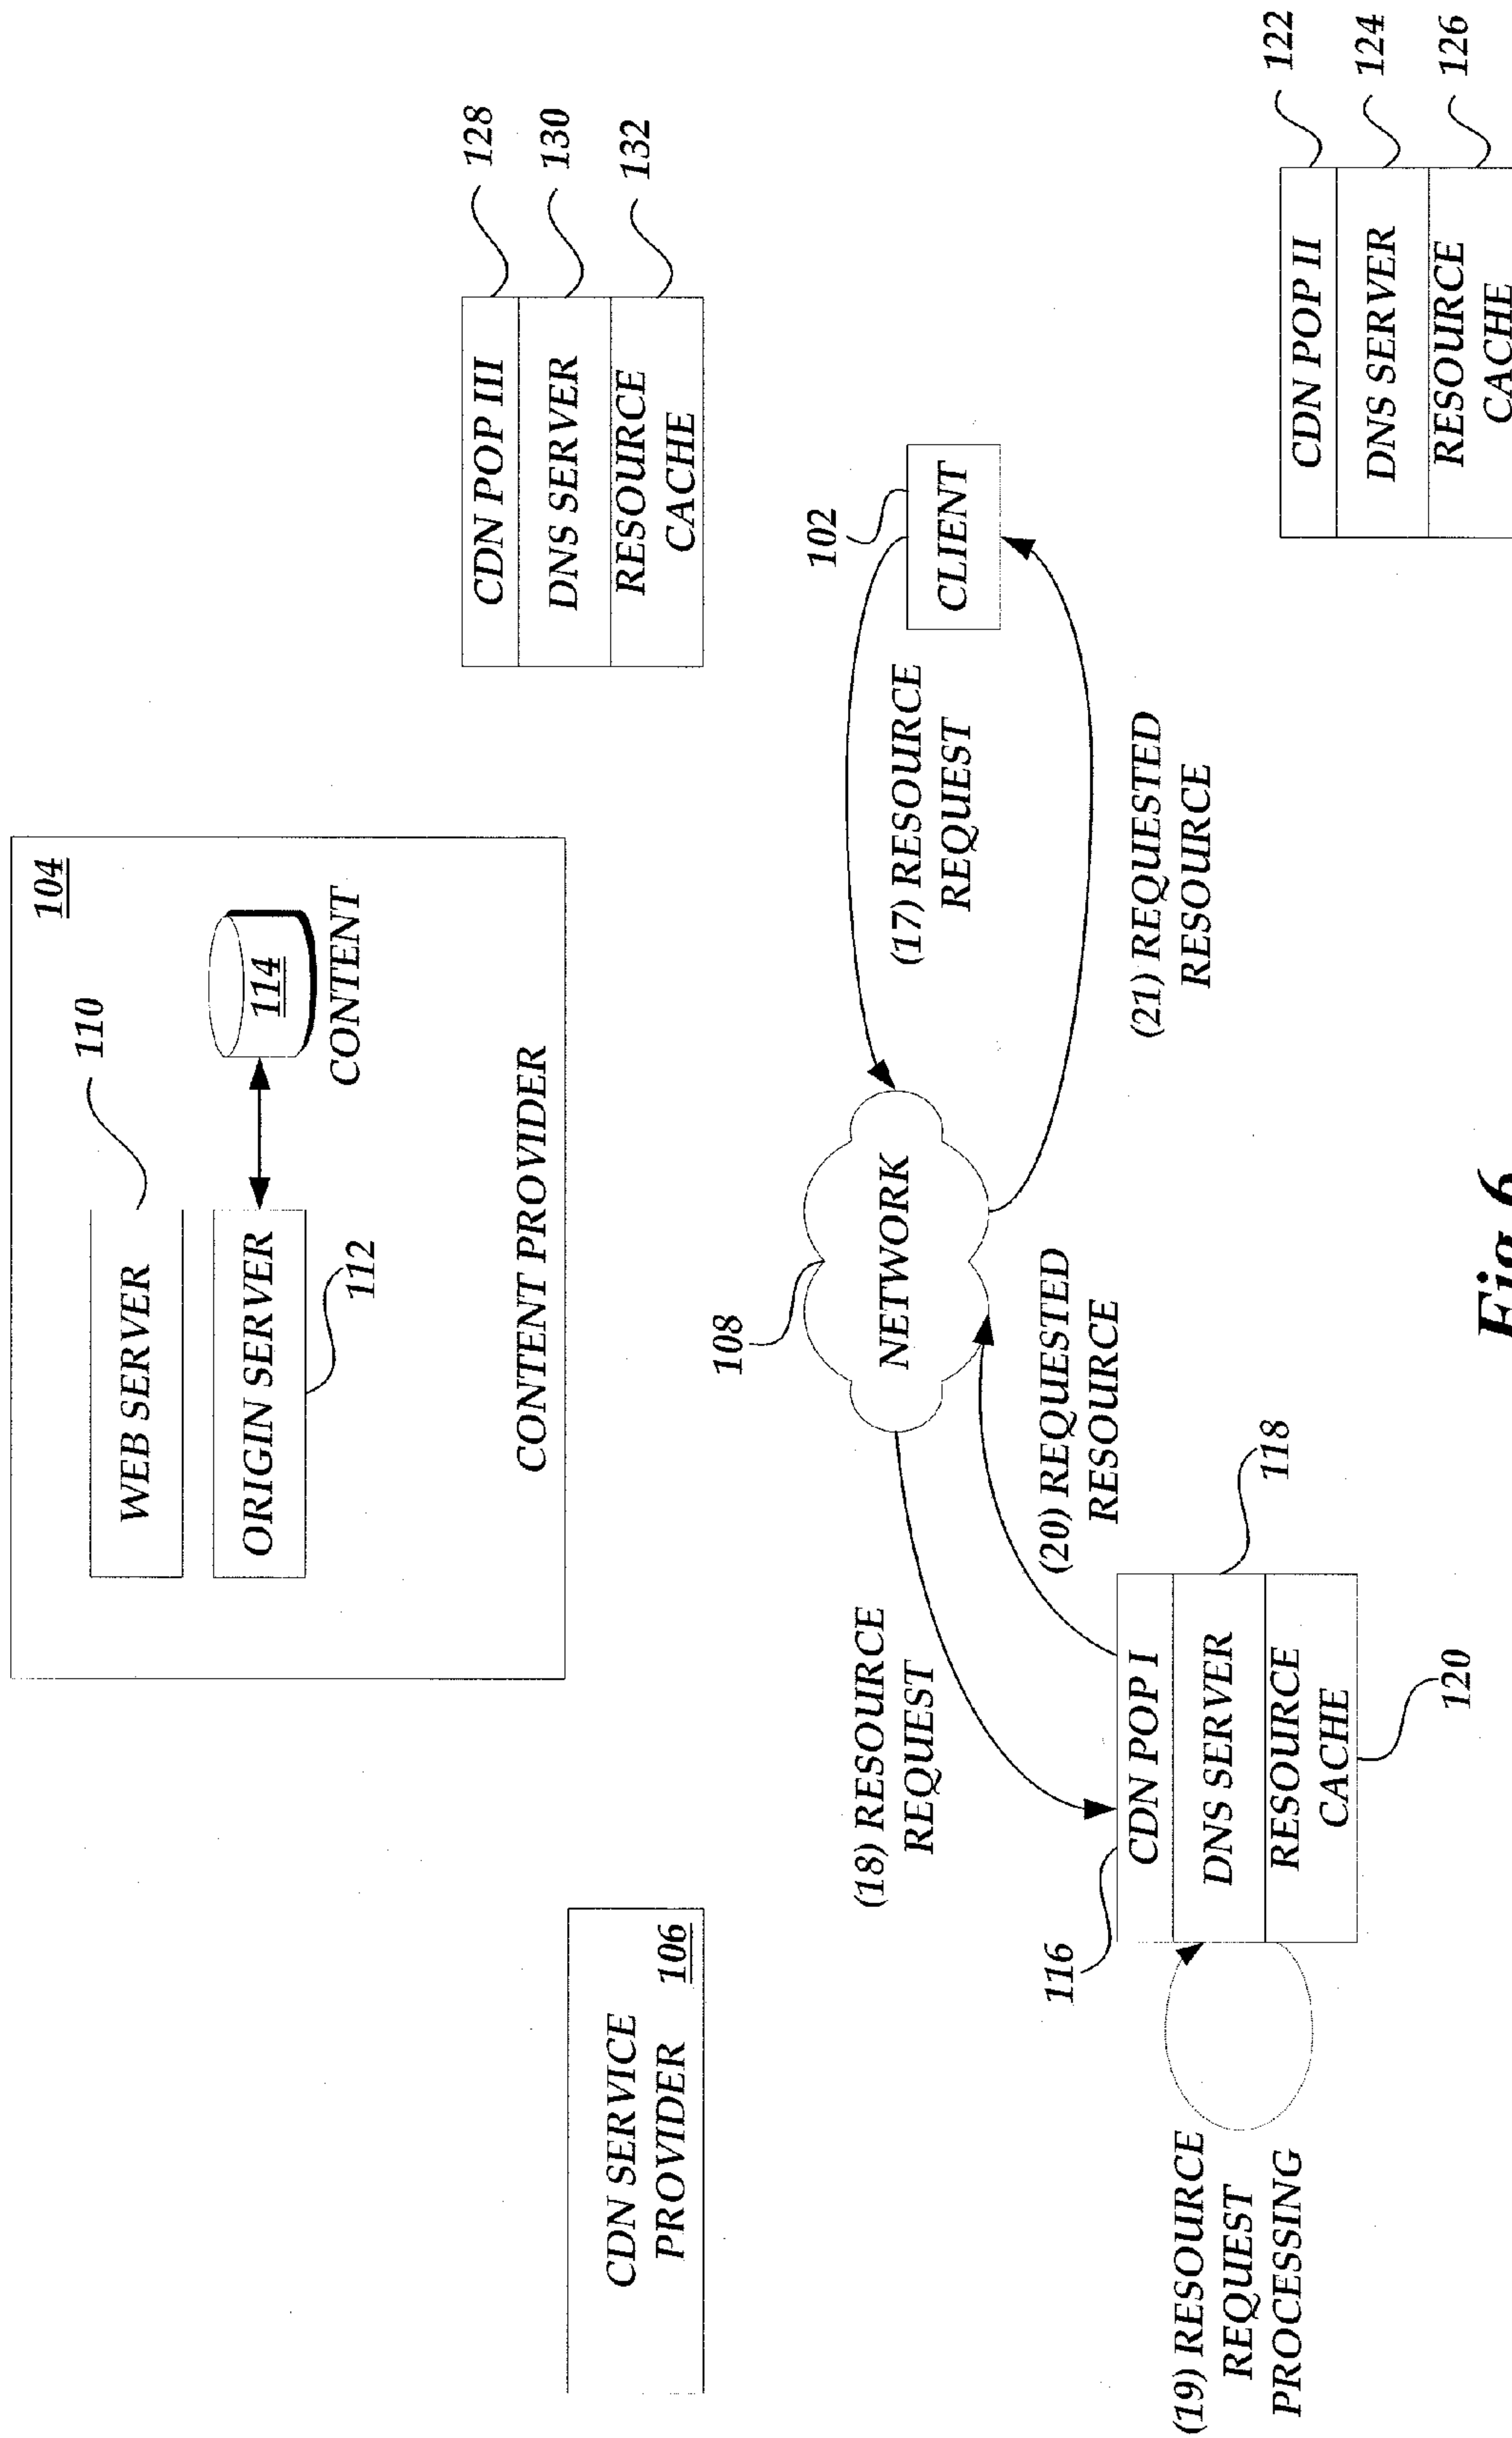 104
110
WEB SERVER
ORIGIN SERVER
114
CONTENT
112
CONTENT PROVIDER
CDN SERVICE
PROVIDER
106
CDN POP III
128
DNS SERVER
130
RESOURCE
CACHE
132
108
NETWORK
102
CLIENT
(17) RESOURCE
REQUEST
(18) RESOURCE
REQUEST
(20) REQUESTED
RESOURCE
(21) REQUESTED
RESOURCE
116
CDN POP I
DNS SERVER
118
RESOURCE
CACHE
120
(19) RESOURCE
REQUEST
PROCESSING
CDN POP II
122
DNS SERVER
124
RESOURCE
CACHE
126
Fig.6.